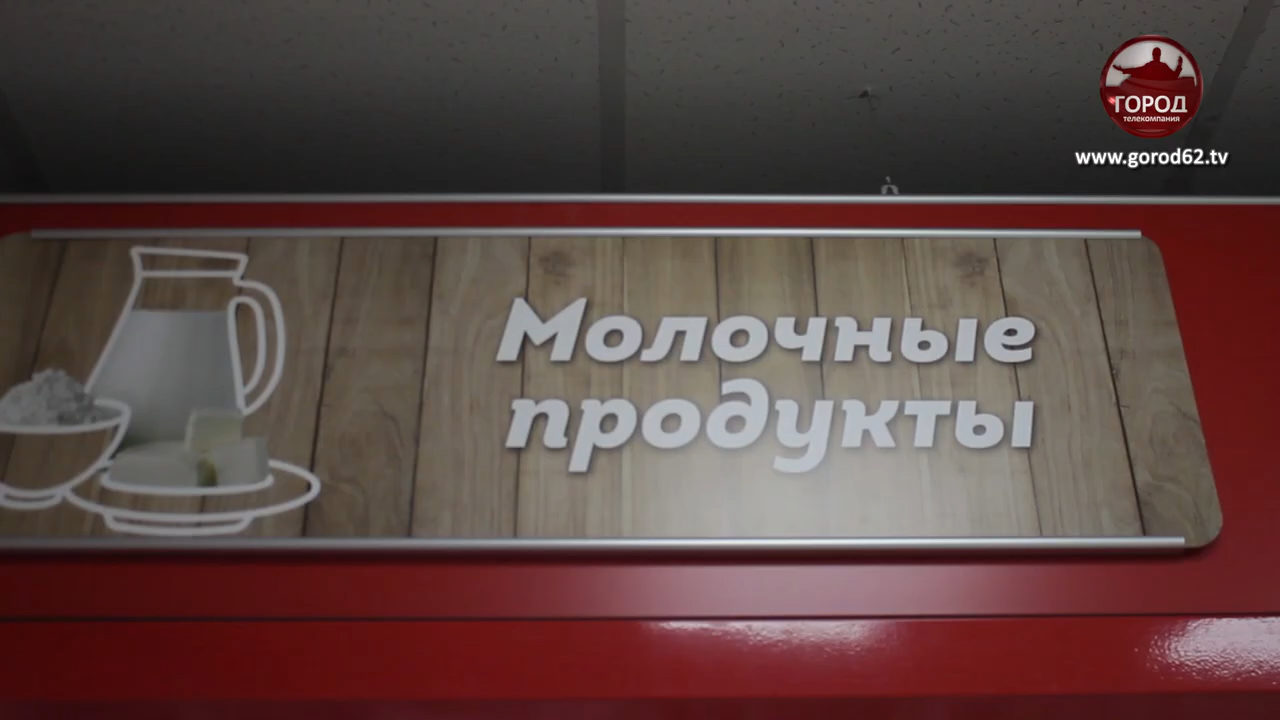 ГОРОД
телекомпания
www.gorod62.tv
Молочные
продукты